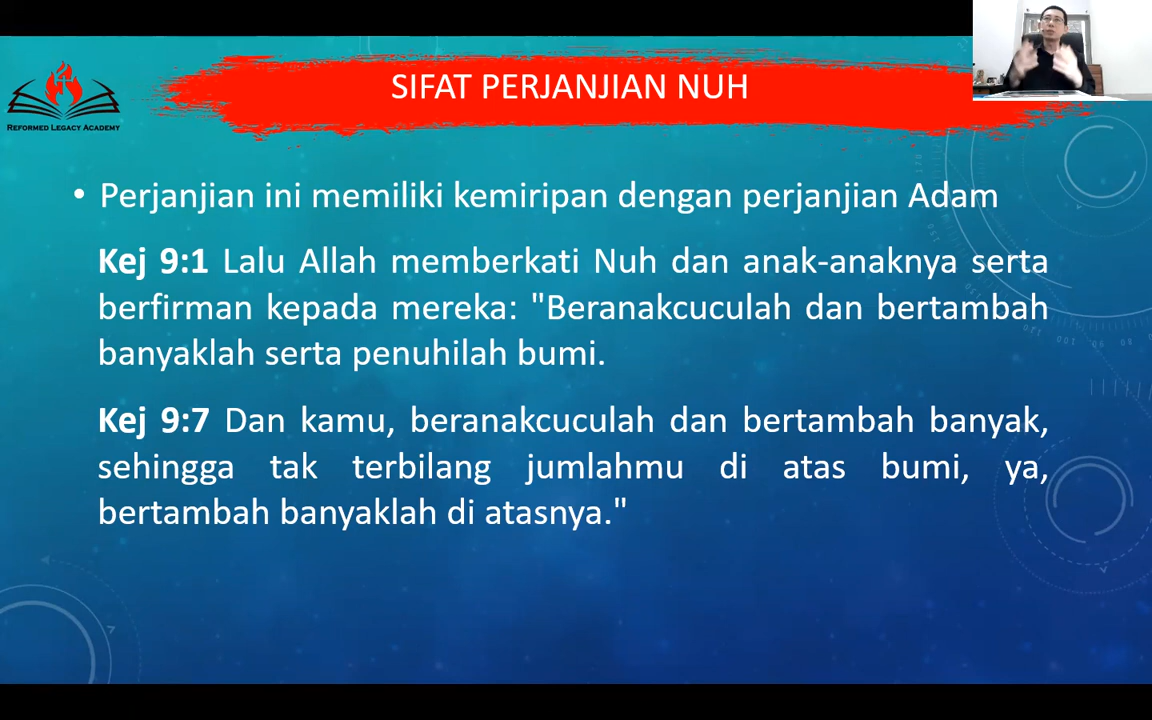 REFORMED LEGACY ACADEMY
SIFAT PERJANJIAN NUH
• Perjanjian ini memiliki kemiripan dengan perjanjian Adam
Kej 9:1 Lalu Allah memberkati Nuh dan anak-anaknya serta
berfirman kepada mereka: "Beranakcuculah dan bertambah
banyaklah serta penuhilah bumi.
Kej 9:7 Dan kamu, beranakcuculah dan bertambah banyak,
sehingga tak terbilang jumlahmu di atas bumi, ya,
bertambah banyaklah di atasnya."